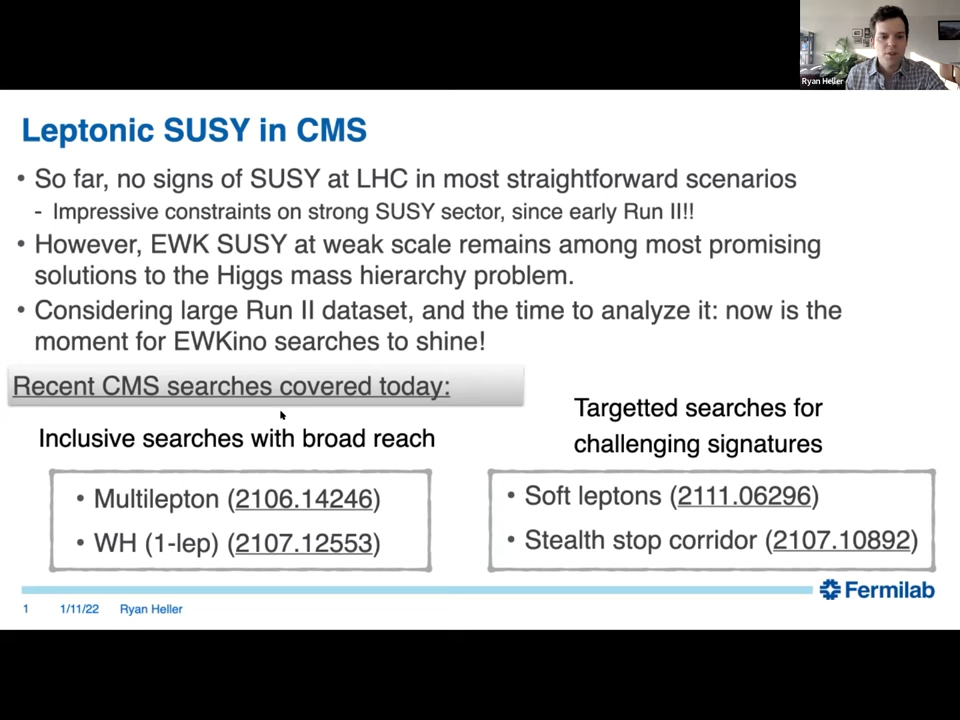 Ryan Heller
Leptonic SUSY in CMS
• So far, no signs of SUSY at LHC in most straightforward scenarios
- Impressive constraints on strong SUSY sector, since early Run II!!
• However, EWK SUSY at weak scale remains among most promising
solutions to the Higgs mass hierarchy problem.
• Considering large Run II dataset, and the time to analyze it: now is the
moment for EWKino searches to shine!
Recent CMS searches covered today:
Inclusive searches with broad reach
• Multilepton (2106.14246)
• WH (1-lep) (2107.12553)
Targetted searches for
challenging signatures
• Soft leptons (2111.06296)
• Stealth stop corridor (2107.10892)
Fermilab
1 1/11/22 Ryan Heller